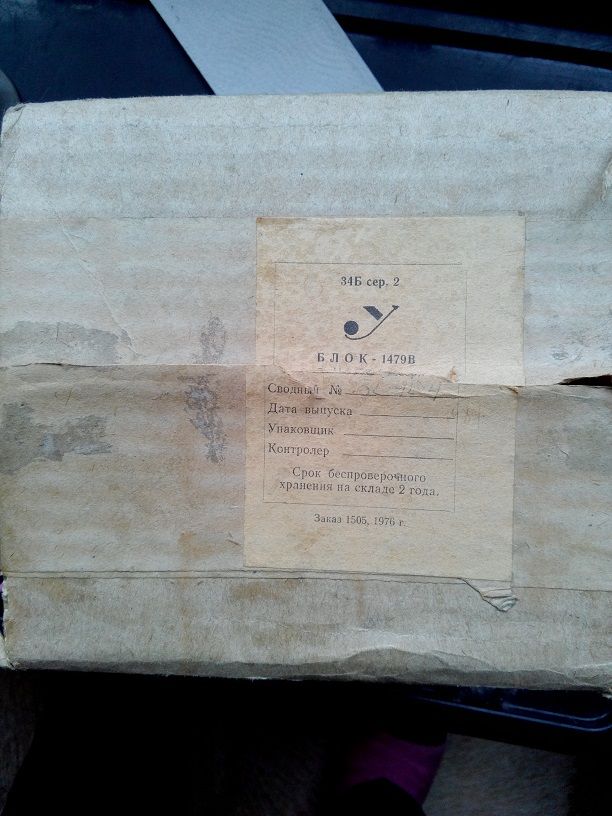 34Б сер. 2
БЛОК - 1479В
Сводный №
Дата выпуска
Упаковщик
Контролер
Срок беспроверочного
хранения на складе 2 года.
Заказ 1505, 1976 г.